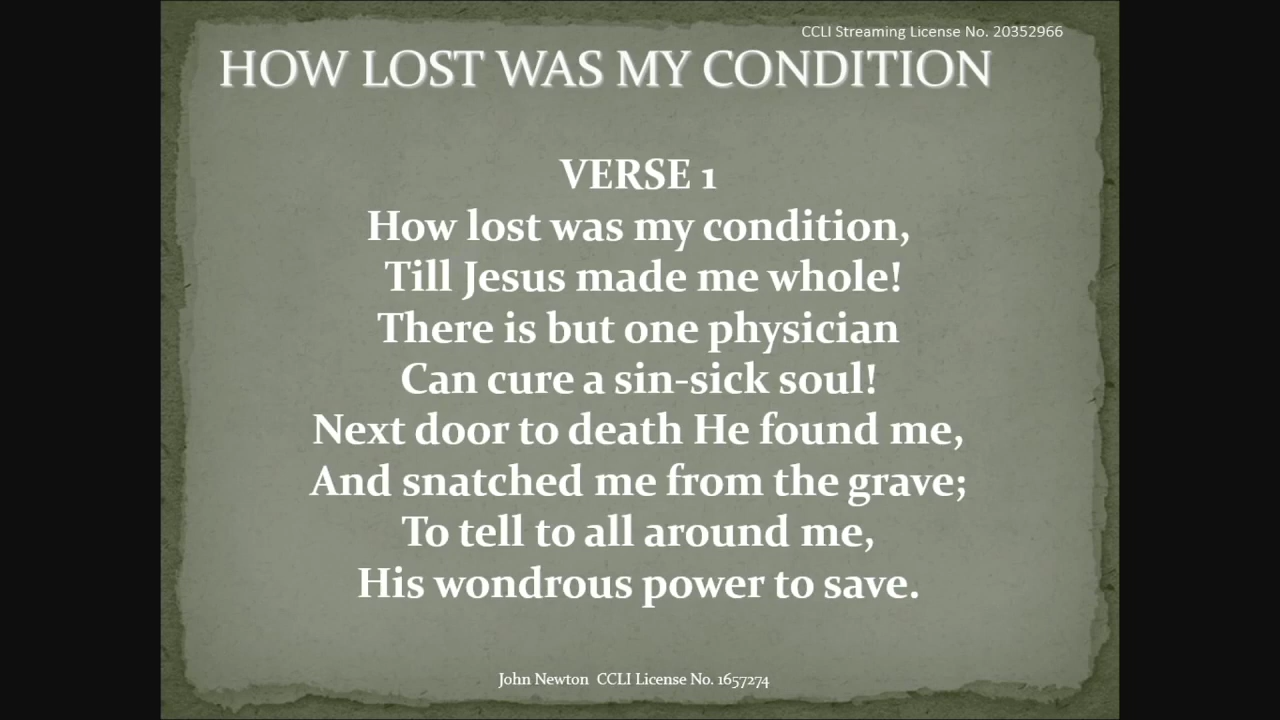 CCLI Streaming License No. 20352966
HOW LOST WAS MY CONDITION
VERSE 1
How lost was my condition,
Till Jesus made me whole!
There is but one physician
Can cure a sin-sick soul!
Next door to death He found me,
And snatched me from the grave;
To tell to all around me,
His wondrous power to save.
John Newton  CCLI License No. 1657274